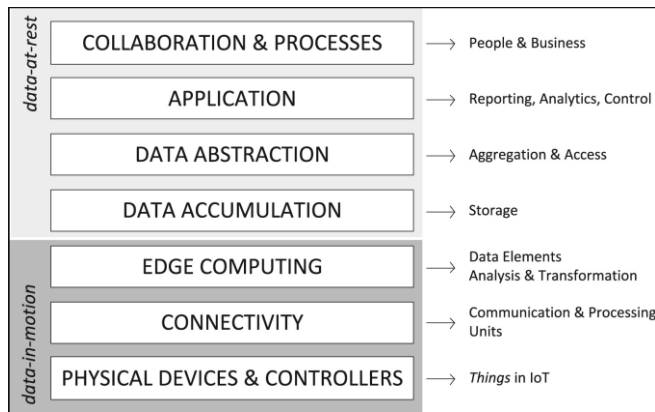 data-at-rest
COLLABORATION & PROCESSES
People & Business
APPLICATION
Reporting, Analytics, Control
DATA ABSTRACTION
Aggregation & Access
DATA ACCUMULATION
Storage
data-in-motion
EDGE COMPUTING
Data Elements
Analysis & Transformation
CONNECTIVITY
Communication & Processing
Units
PHYSICAL DEVICES & CONTROLLERS
Things in IoT